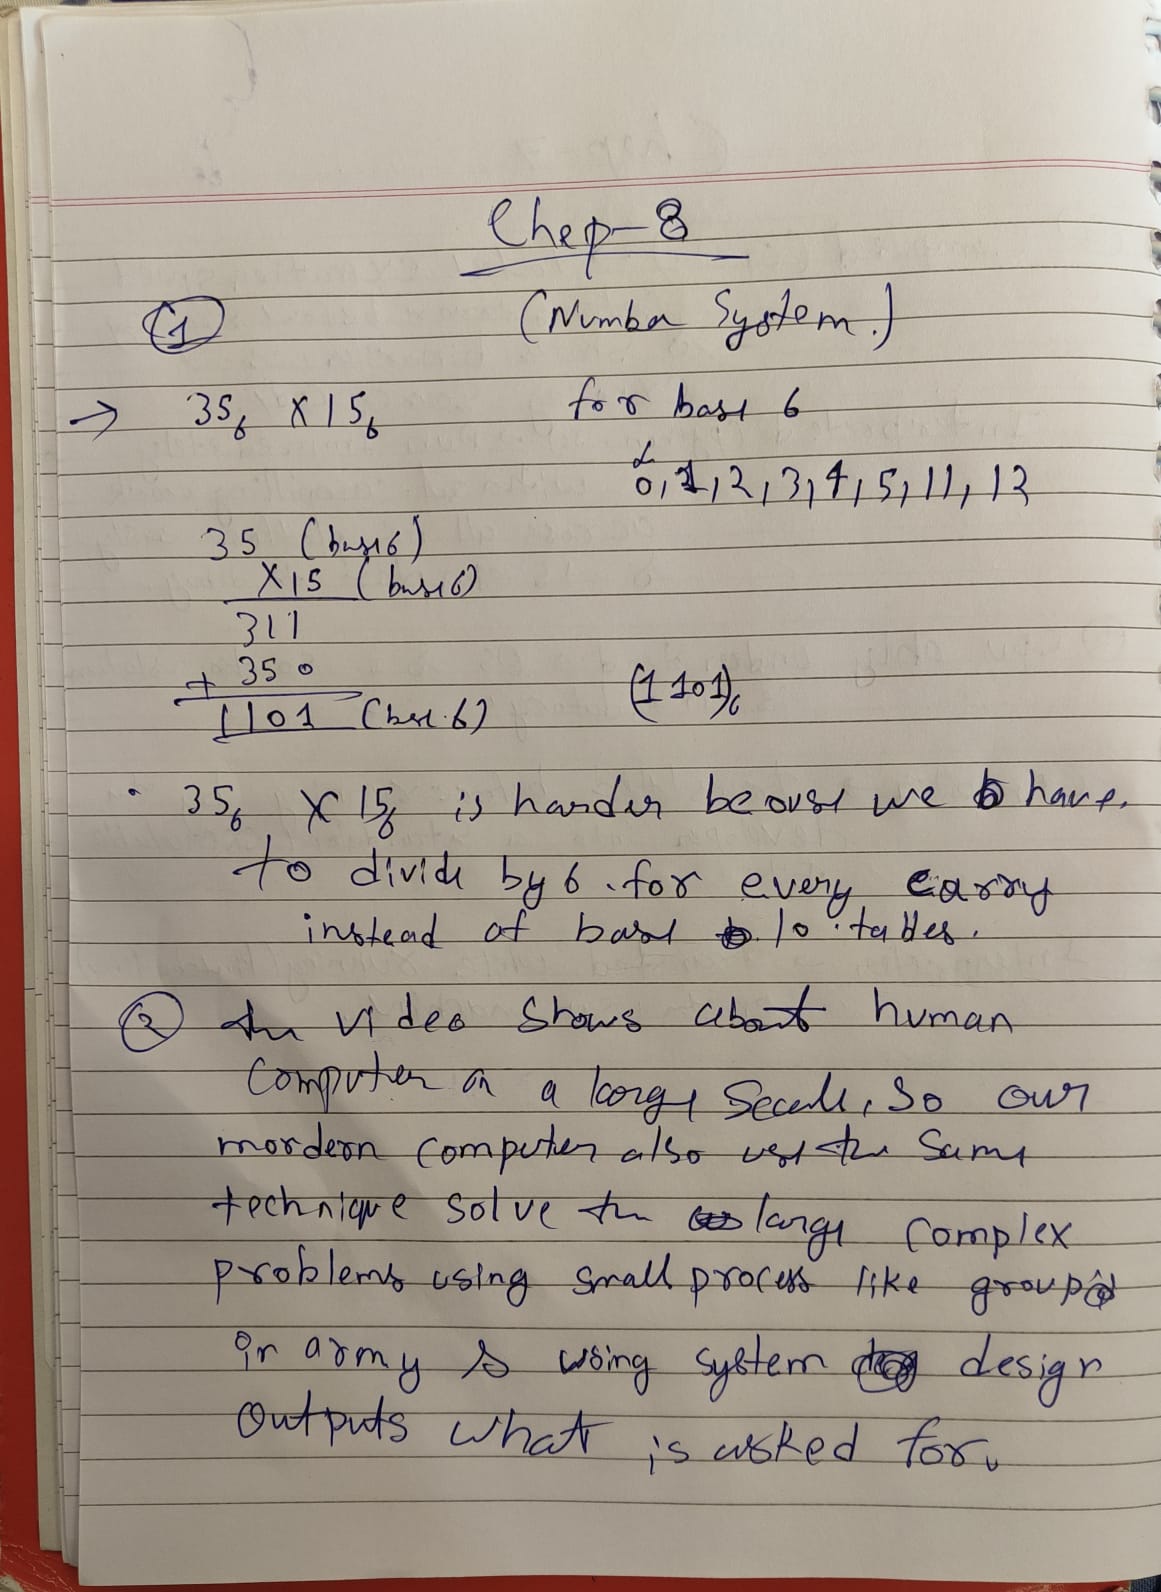 Chep-8
① (Numba System.)
→ 35₆ X 15₆ for base 6
0,1,2,3,4,5,11,12
35 (base6)
X15 (base6)
311
+ 350
1101 (base.6) (1101)₆
• 35₆ X 15₆ is harder becouse we have.
to divide by 6 . for every carry
instead of base 10 . tables.
② the video shows about human
computer on a large Secale, So our
mordern computer also use the same
technique solve the large complex
problems using small process like group
in army & using system design
outputs what is asked for.